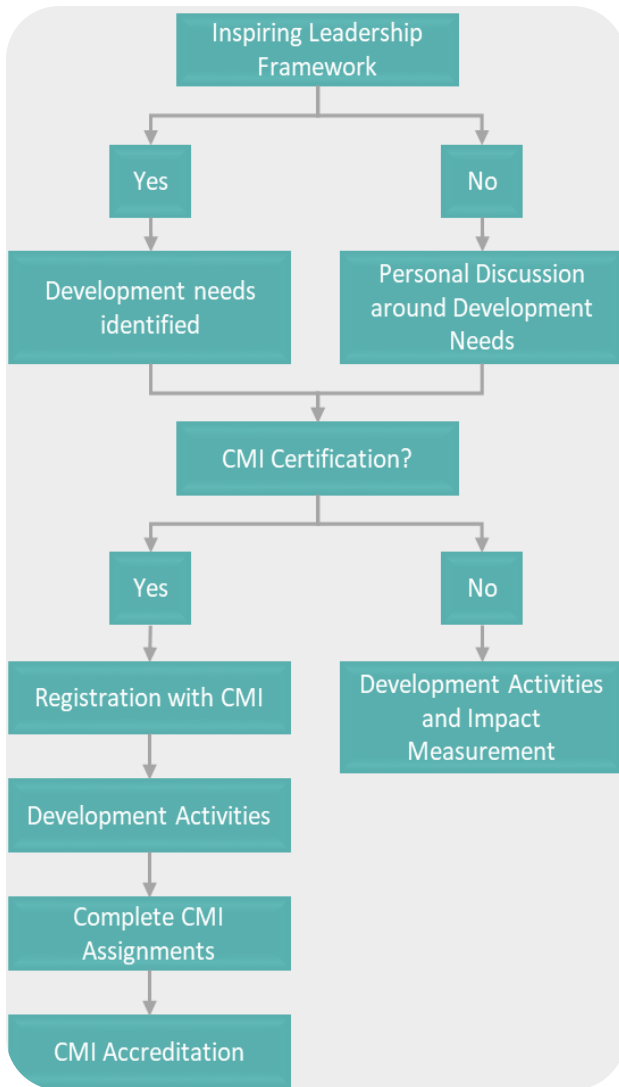 Inspiring Leadership
Framework
Yes
No
Development needs
identified
Personal Discussion
around Development
Needs
CMI Certification?
Yes
No
Registration with CMI
Development Activities
and Impact
Measurement
Development Activities
Complete CMI
Assignments
CMI Accreditation